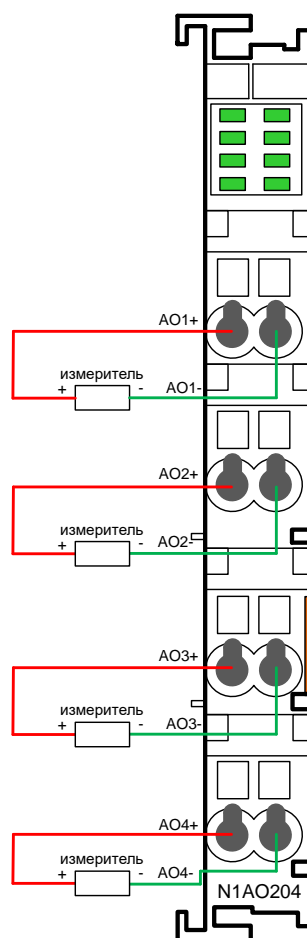 AO1+
измеритель
+ - AO1-
AO2+
измеритель
+ - AO2-
AO3+
измеритель
+ - AO3-
AO4+
измеритель
+ - AO4-
N1AO204